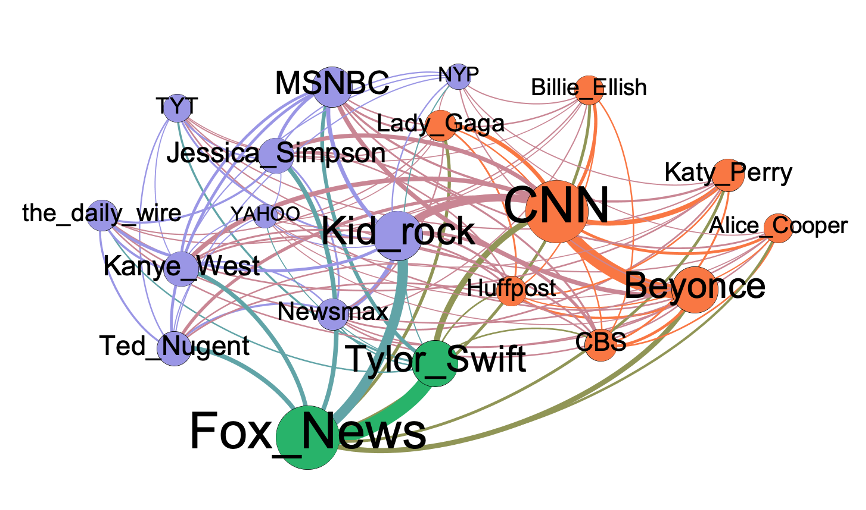 MSNBC
NYP
Billie_Ellish
TYT
Lady_Gaga
Jessica_Simpson
Katy_Perry
the_daily_wire
YAHOO
CNN
Alice_Cooper
Kid_rock
Kanye_West
Huffpost
Beyonce
Newsmax
Ted_Nugent
CBS
Tylor_Swift
Fox_News